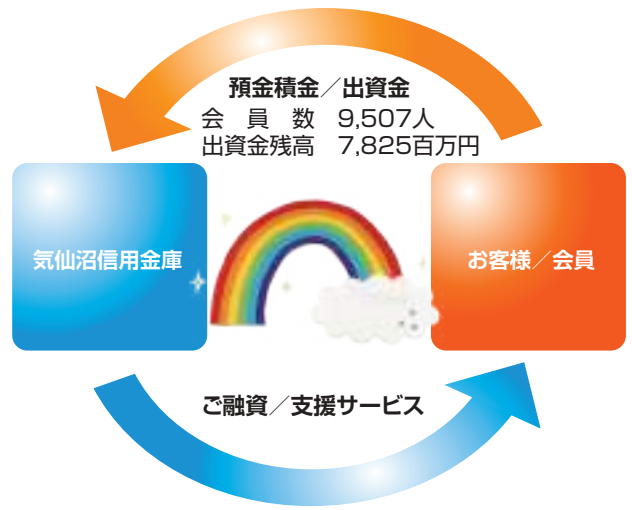 預金積金／出資金
会員数 9,507人
出資金残高 7,825百万円
気仙沼信用金庫
お客様／会員
ご融資／支援サービス